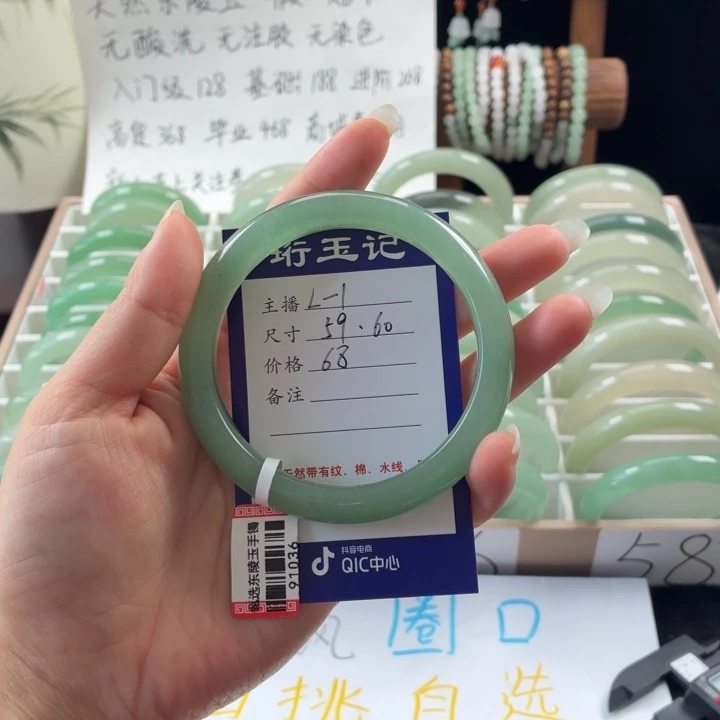 无酸洗 无注胶 无染色
入门级128 基础188 进阶268
高货368 毕业468
珩玉记
主播 L-1
尺寸 59.60
价格 68
备注
天然带有纹、棉、水线、
抖音电商
QIC中心
优选东陵玉手镯
91036
58
圈口
自挑自选